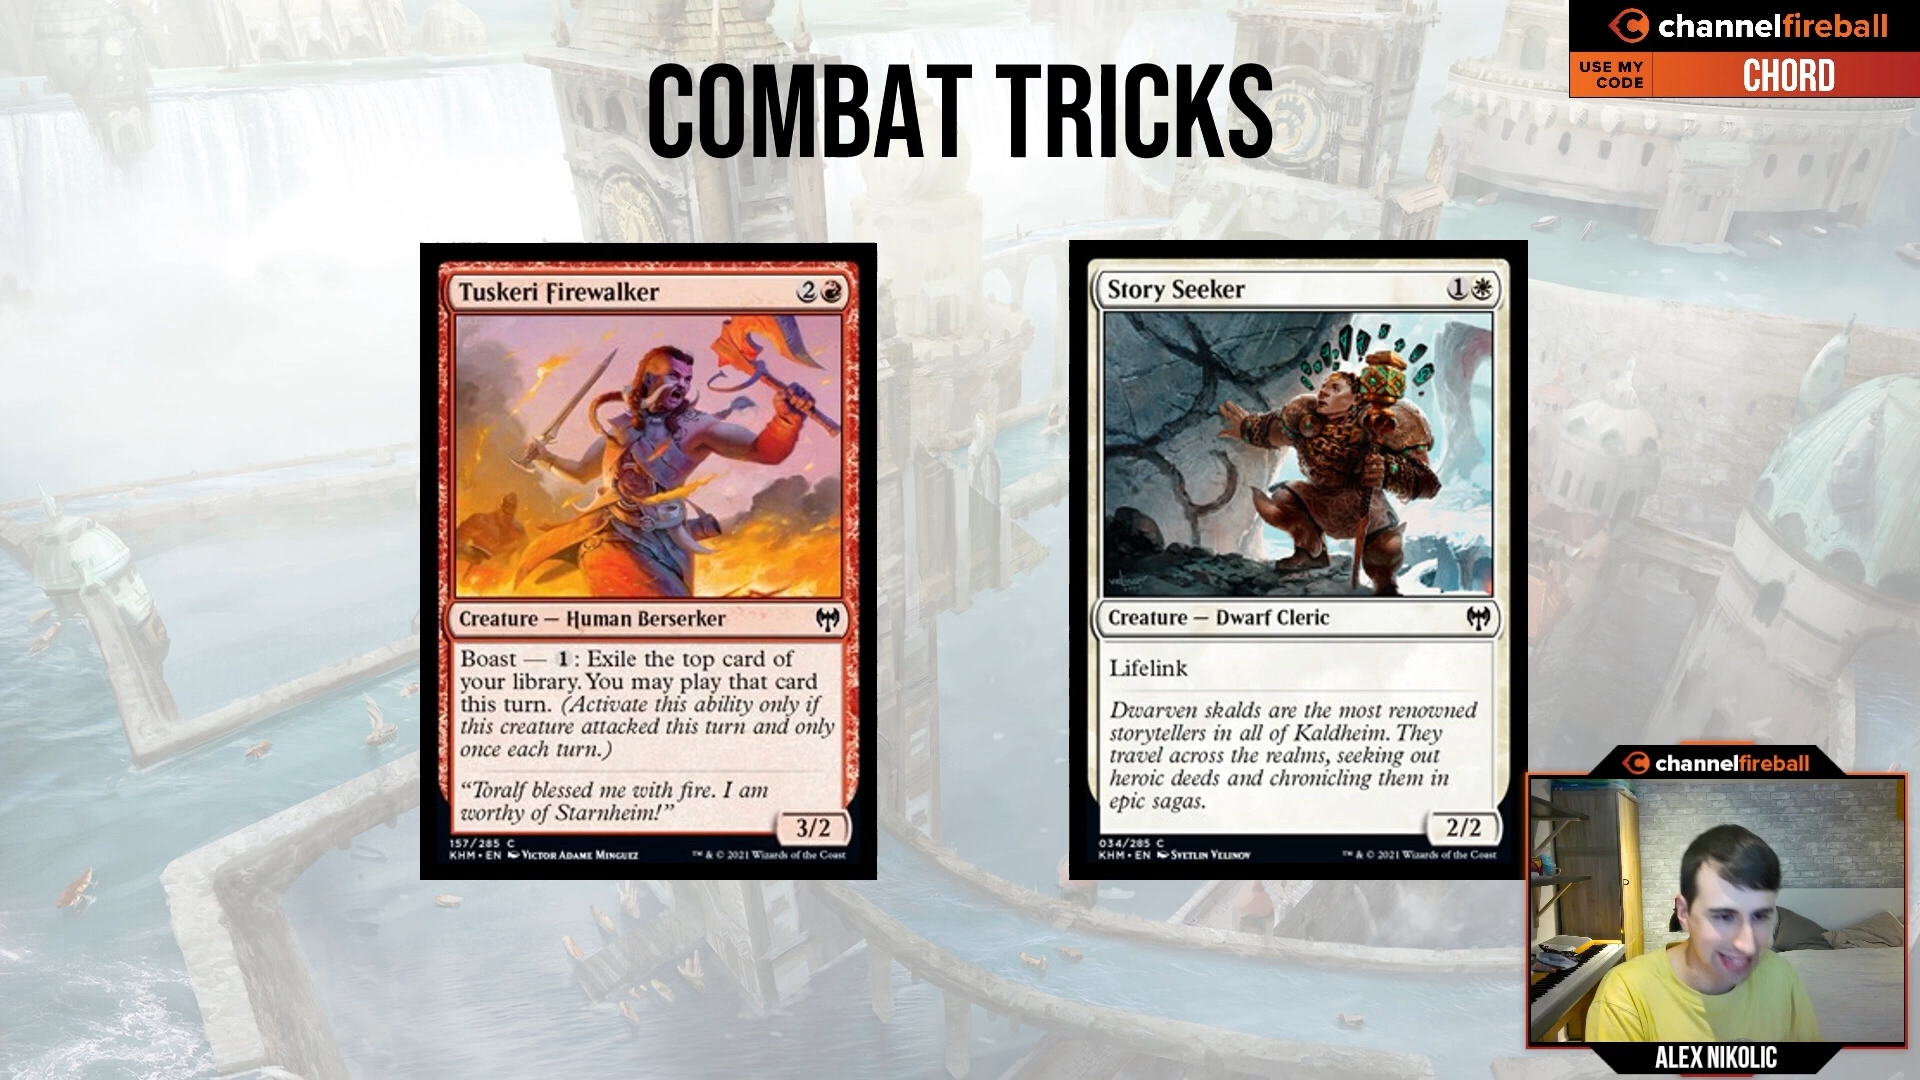 channelfireball
USE MY CODE
CHORD
COMBAT TRICKS
Tuskeri Firewalker 2
Creature — Human Berserker
Boast — 1: Exile the top card of
your library. You may play that card
this turn. (Activate this ability only if
this creature attacked this turn and only
once each turn.)
“Toralf blessed me with fire. I am
worthy of Starnheim!”
3/2
157/285 C
KHM • EN Victor Adame Minguez
™ & © 2021 Wizards of the Coast
Story Seeker 1
Creature — Dwarf Cleric
Lifelink
Dwarven skalds are the most renowned
storytellers in all of Kaldheim. They
travel across the realms, seeking out
heroic deeds and chronicling them in
epic sagas.
2/2
034/285 C
KHM • EN Svetlin Velinov
™ & © 2021 Wizards of the Coast
channelfireball
ALEX NIKOLIC